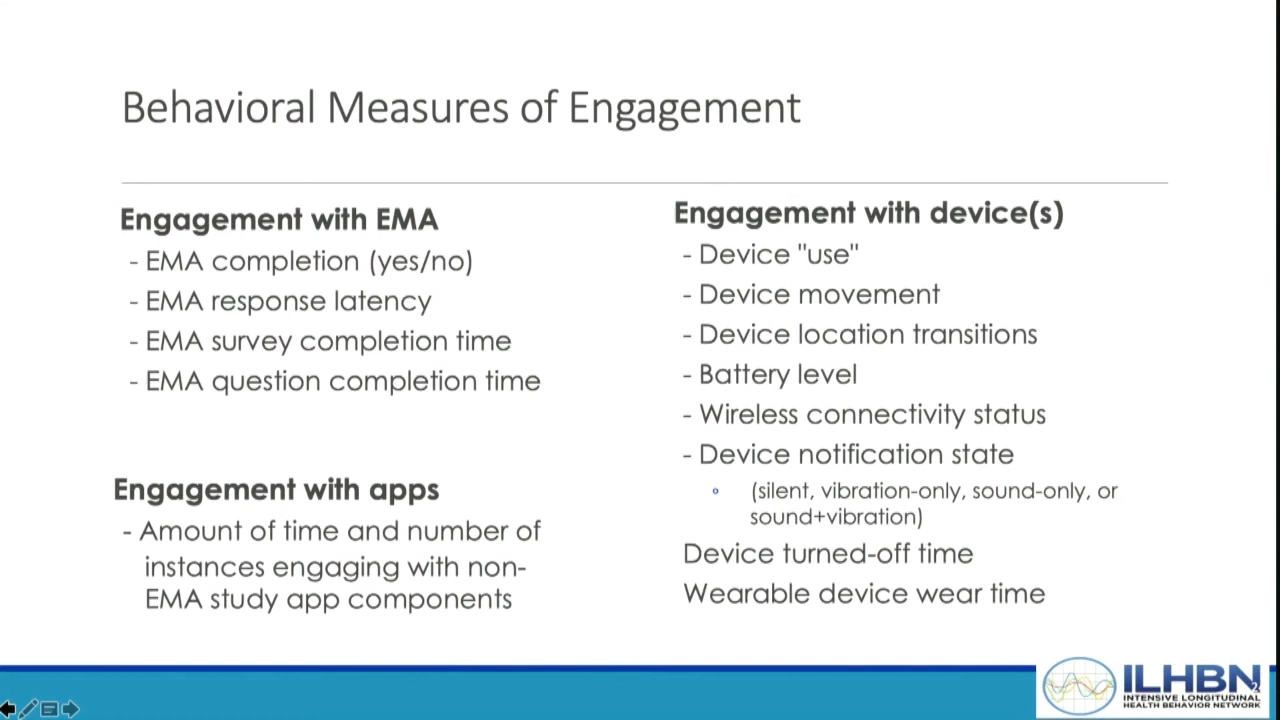 Behavioral Measures of Engagement
Engagement with EMA
- EMA completion (yes/no)
- EMA response latency
- EMA survey completion time
- EMA question completion time
Engagement with apps
- Amount of time and number of
instances engaging with non-
EMA study app components
Engagement with device(s)
- Device "use"
- Device movement
- Device location transitions
- Battery level
- Wireless connectivity status
- Device notification state
(silent, vibration-only, sound-only, or
sound+vibration)
Device turned-off time
Wearable device wear time
ILHBN
2
INTENSIVE LONGITUDINAL
HEALTH BEHAVIOR NETWORK